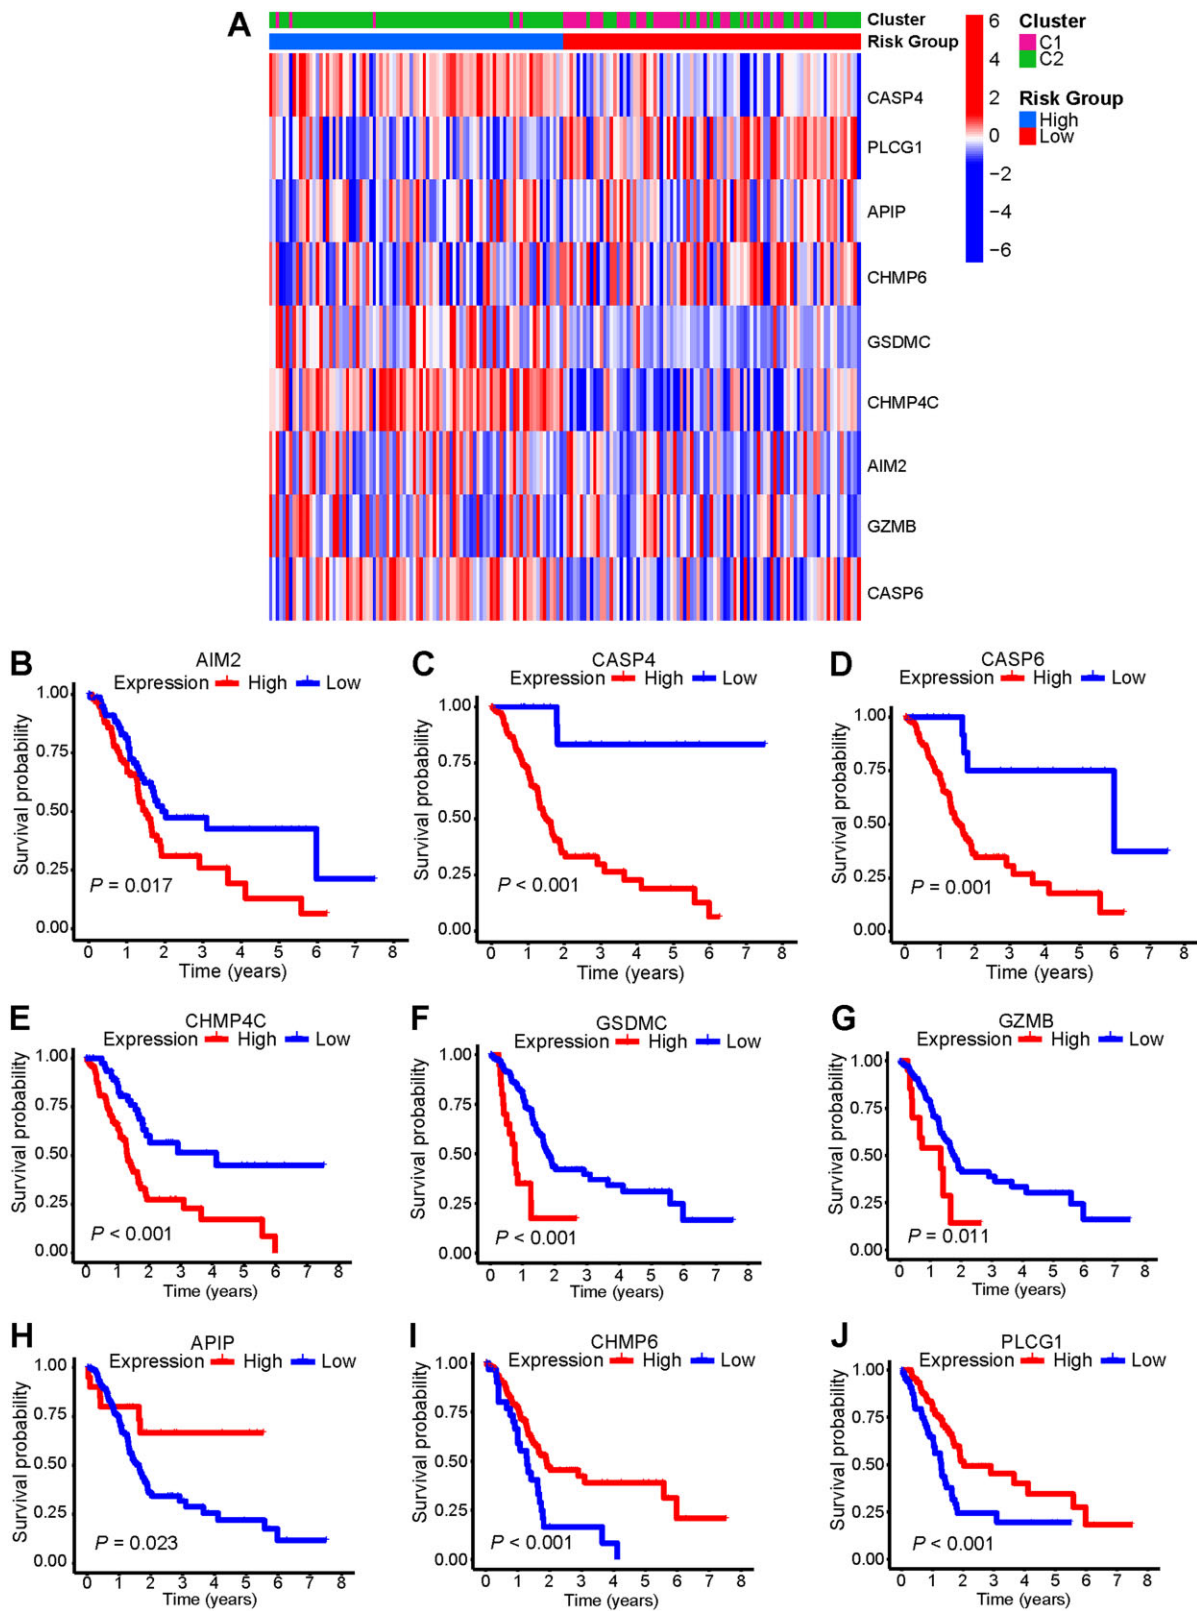 A
Cluster
Risk Group
CASP4
PLCG1
APIP
CHMP6
GSDMC
CHMP4C
AIM2
GZMB
CASP6
6
4
2
0
−2
−4
−6
Cluster
C1
C2
Risk Group
High
Low
B
AIM2
Expression High Low
Survival probability
1.00
0.75
0.50
0.25
0.00
P = 0.017
0 1 2 3 4 5 6 7 8
Time (years)
C
CASP4
Expression High Low
Survival probability
1.00
0.75
0.50
0.25
0.00
P < 0.001
0 1 2 3 4 5 6 7 8
Time (years)
D
CASP6
Expression High Low
Survival probability
1.00
0.75
0.50
0.25
0.00
P = 0.001
0 1 2 3 4 5 6 7 8
Time (years)
E
CHMP4C
Expression High Low
Survival probability
1.00
0.75
0.50
0.25
0.00
P < 0.001
0 1 2 3 4 5 6 7 8
Time (years)
F
GSDMC
Expression High Low
Survival probability
1.00
0.75
0.50
0.25
0.00
P < 0.001
0 1 2 3 4 5 6 7 8
Time (years)
G
GZMB
Expression High Low
Survival probability
1.00
0.75
0.50
0.25
0.00
P = 0.011
0 1 2 3 4 5 6 7 8
Time (years)
H
APIP
Expression High Low
Survival probability
1.00
0.75
0.50
0.25
0.00
P = 0.023
0 1 2 3 4 5 6 7 8
Time (years)
I
CHMP6
Expression High Low
Survival probability
1.00
0.75
0.50
0.25
0.00
P < 0.001
0 1 2 3 4 5 6 7 8
Time (years)
J
PLCG1
Expression High Low
Survival probability
1.00
0.75
0.50
0.25
0.00
P < 0.001
0 1 2 3 4 5 6 7 8
Time (years)